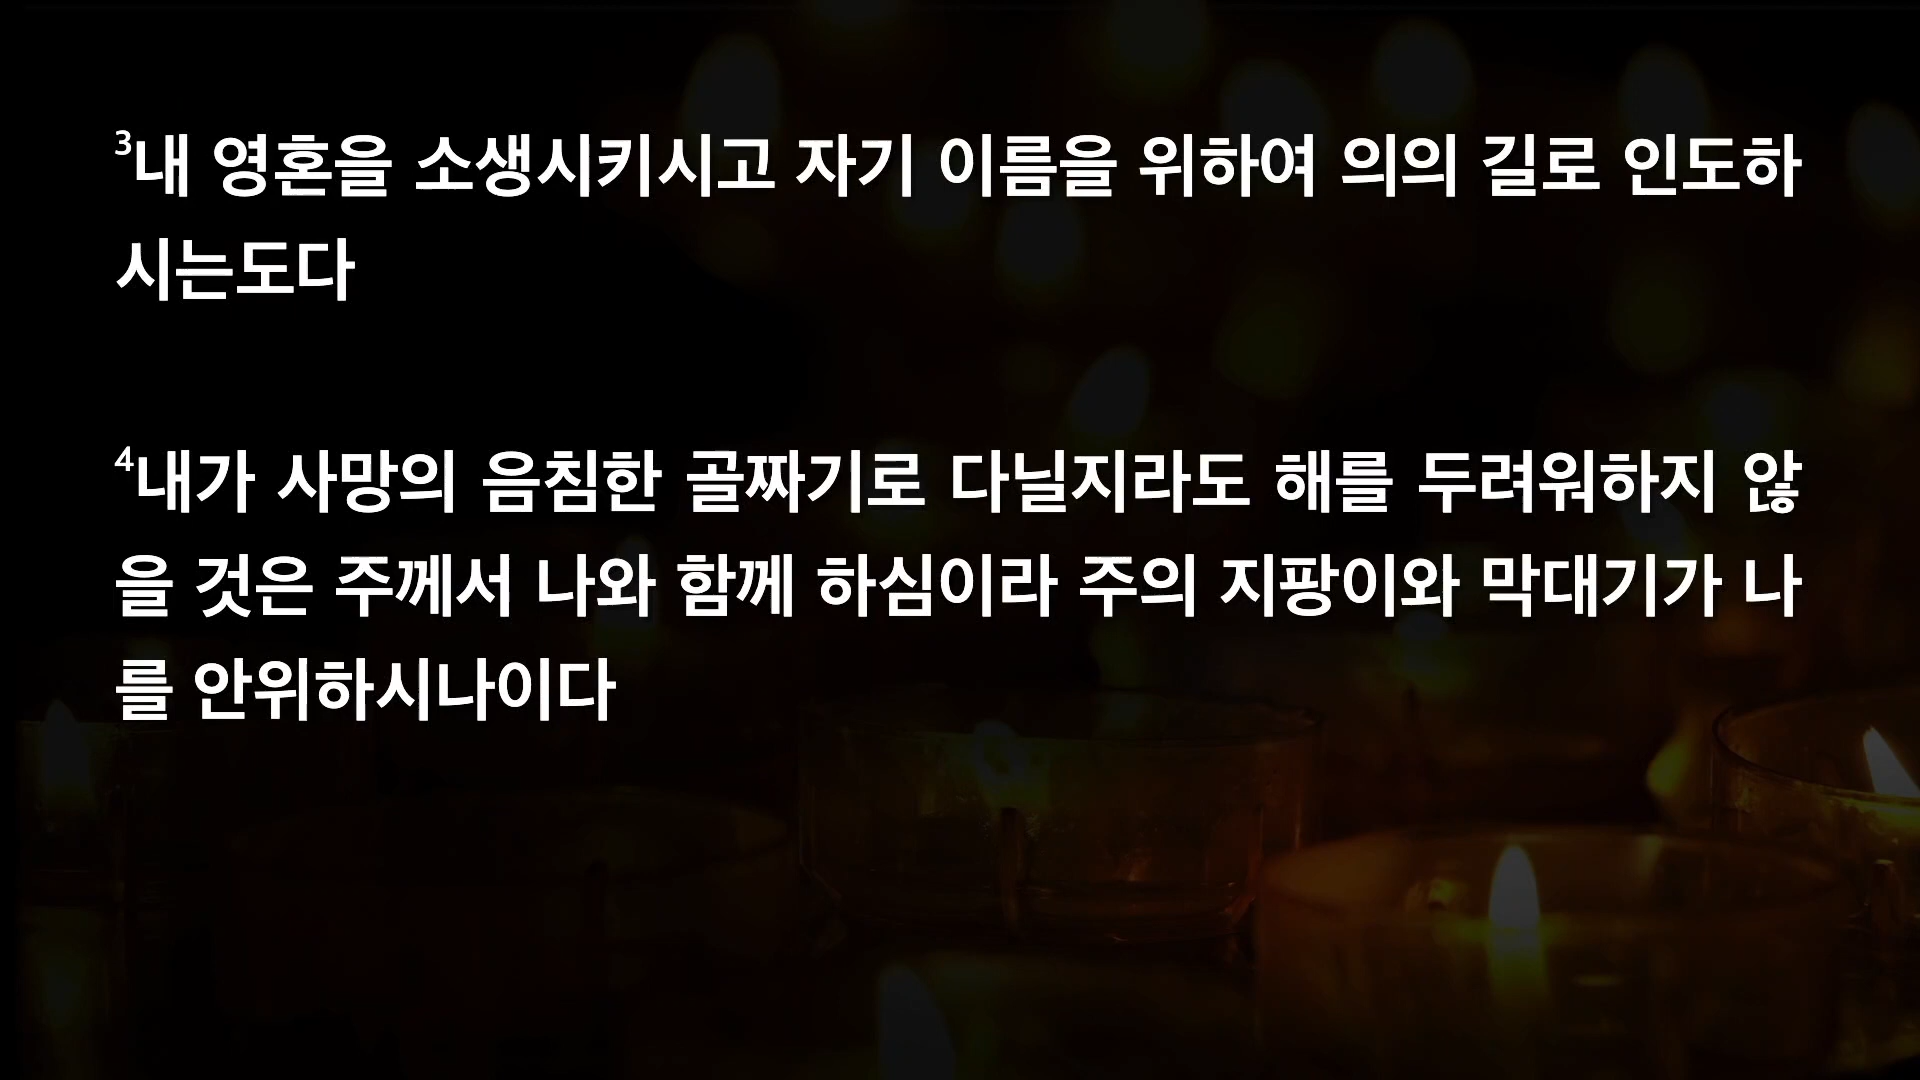 ³내 영혼을 소생시키시고 자기 이름을 위하여 의의 길로 인도하
시는도다
⁴내가 사망의 음침한 골짜기로 다닐지라도 해를 두려워하지 않
을 것은 주께서 나와 함께 하심이라 주의 지팡이와 막대기가 나
를 안위하시나이다